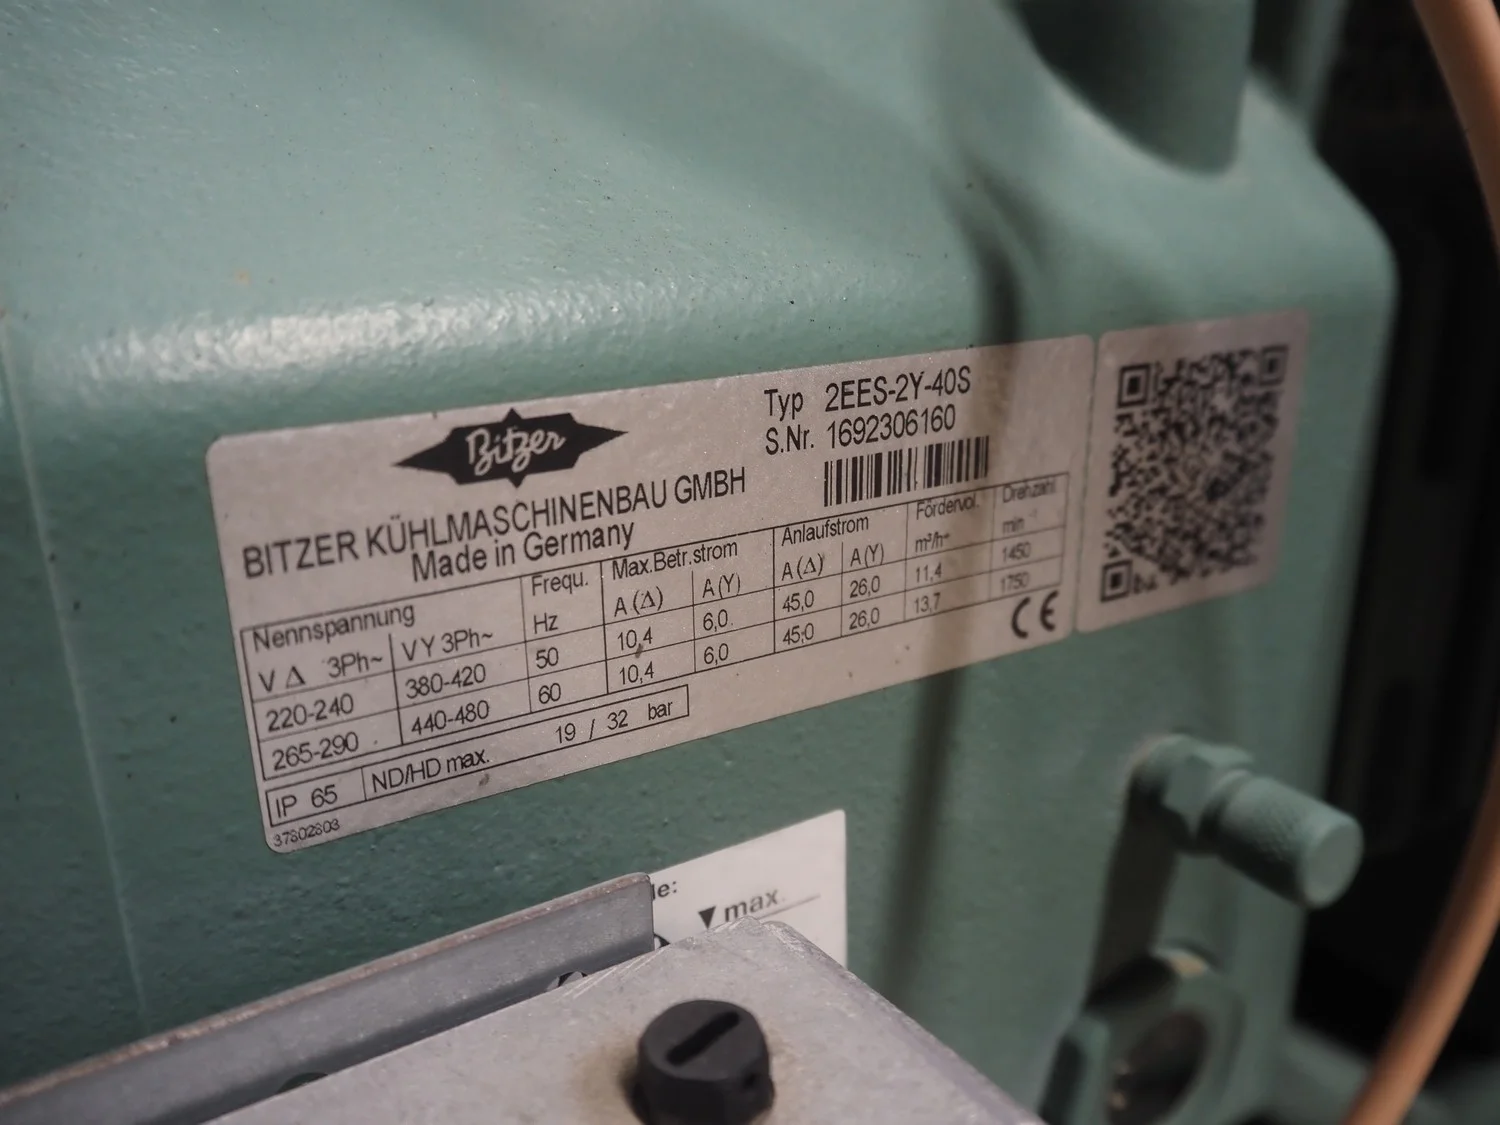 Bitzer
Typ 2EES-2Y-40S
S.Nr. 1692306160
BITZER KÜHLMASCHINENBAU GMBH
Made in Germany
Nennspannung Frequ. Max.Betr.strom Anlaufstrom Fördervol. Drehzahl
V Δ 3Ph~ V Y 3Ph~ Hz A (Δ) A (Y) A (Δ) A (Y) m³/h min
220-240 380-420 50 10,4 6,0 45,0 26,0 11,4 1450
265-290 440-480 60 10,4 6,0 45,0 26,0 13,7 1750
IP 65 ND/HD max. 19 / 32 bar
CE
37802803
▼ max.